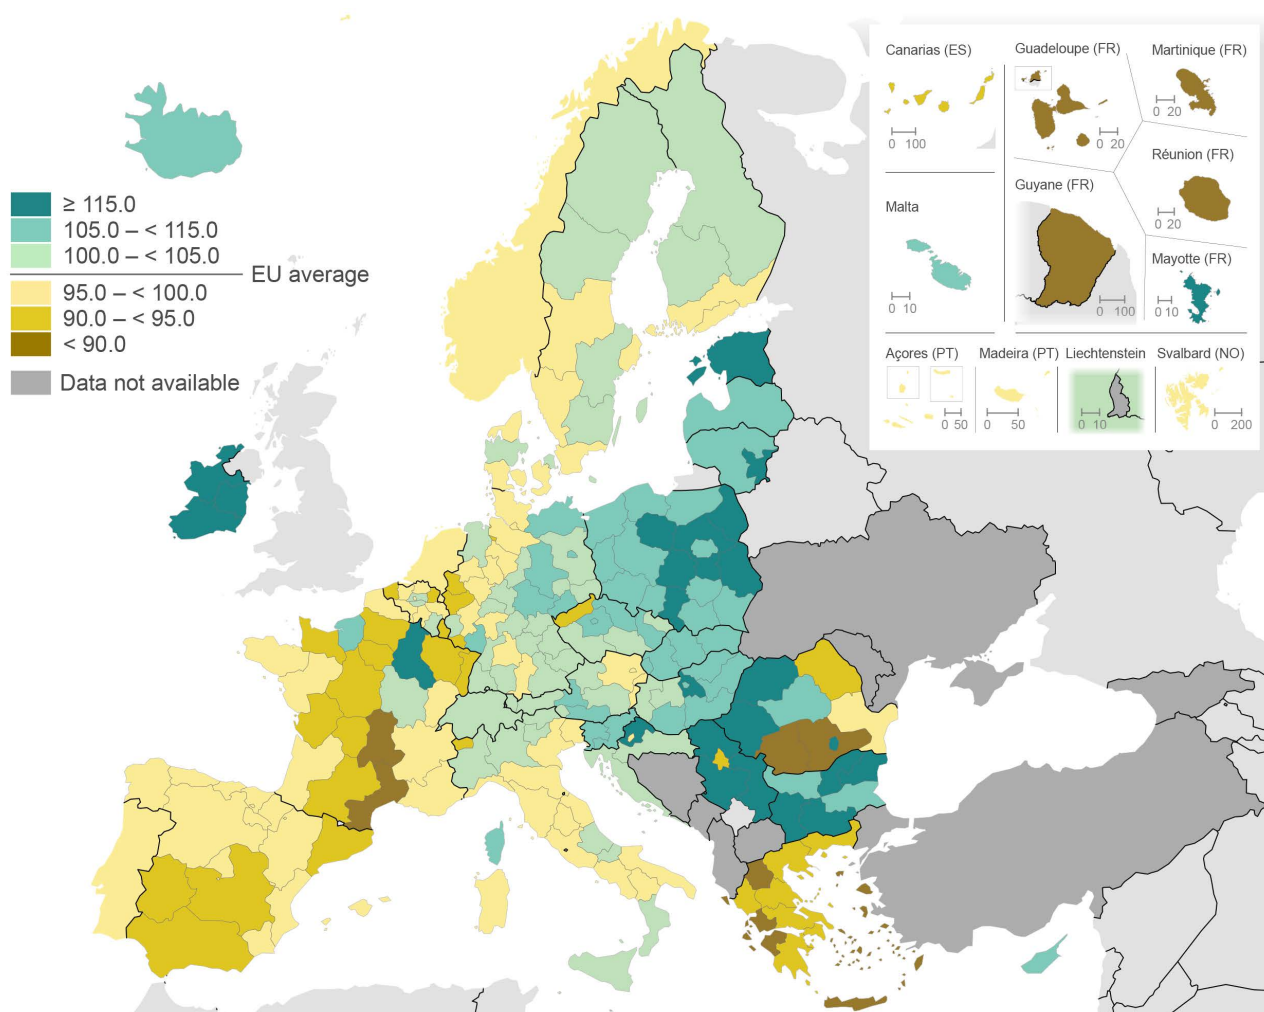 ≥ 115.0
105.0 – < 115.0
100.0 – < 105.0
EU average
95.0 – < 100.0
90.0 – < 95.0
< 90.0
Data not available
Canarias (ES)
0 100
Guadeloupe (FR)
0 20
Martinique (FR)
0 20
Réunion (FR)
0 20
Malta
0 10
Guyane (FR)
0 100
Mayotte (FR)
0 10
Açores (PT)
0 50
Madeira (PT)
0 50
Liechtenstein
0 10
Svalbard (NO)
0 200